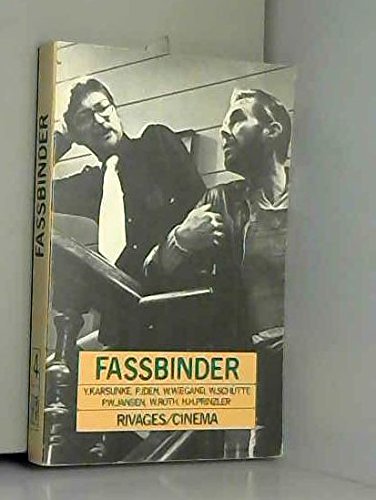 FASSBINDER
FASSBINDER
Y. KARSUNKE, P. IDEN, W. WIEGAND, W. SCHÜTTE
P.W. JANSEN, W. ROTH, H.H. PRINZLER
RIVAGES/CINEMA